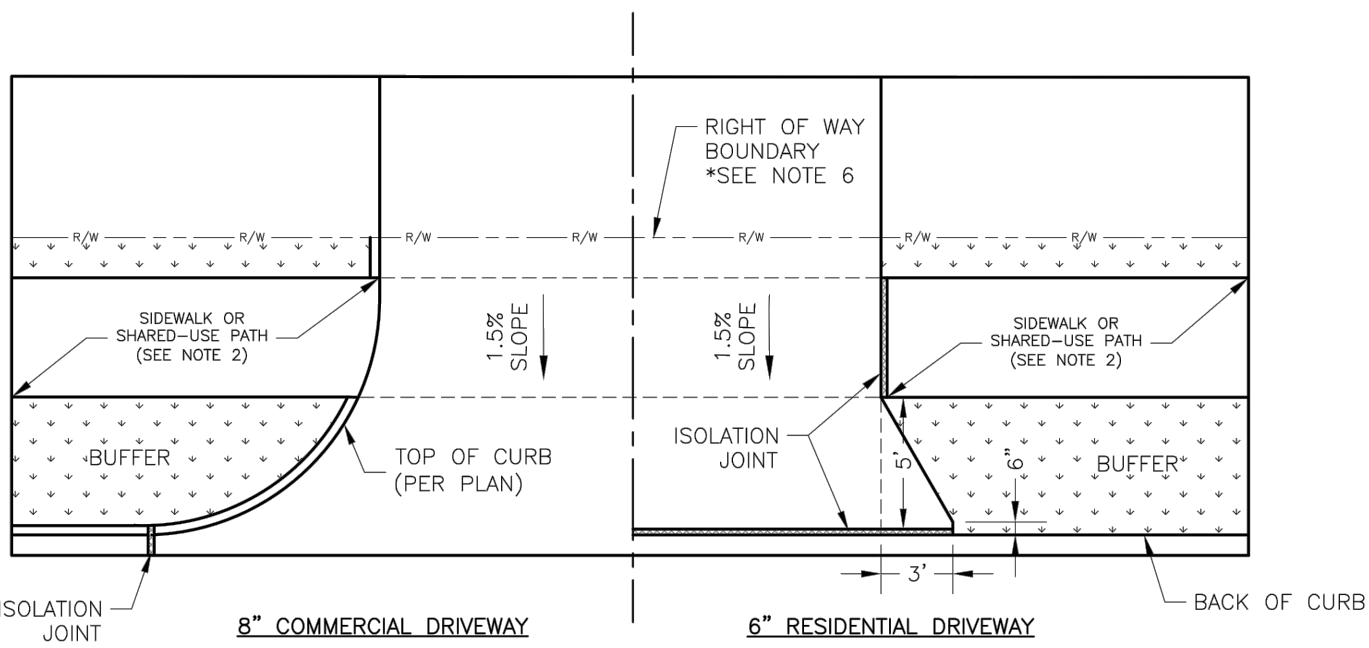 RIGHT OF WAY
BOUNDARY
*SEE NOTE 6
R/W R/W R/W R/W R/W R/W R/W
SIDEWALK OR
SHARED-USE PATH
(SEE NOTE 2)
1.5%
SLOPE
1.5%
SLOPE
SIDEWALK OR
SHARED-USE PATH
(SEE NOTE 2)
BUFFER
TOP OF CURB
(PER PLAN)
ISOLATION
JOINT
5'
BUFFER
6"
3'
ISOLATION
JOINT
8" COMMERCIAL DRIVEWAY
6" RESIDENTIAL DRIVEWAY
BACK OF CURB